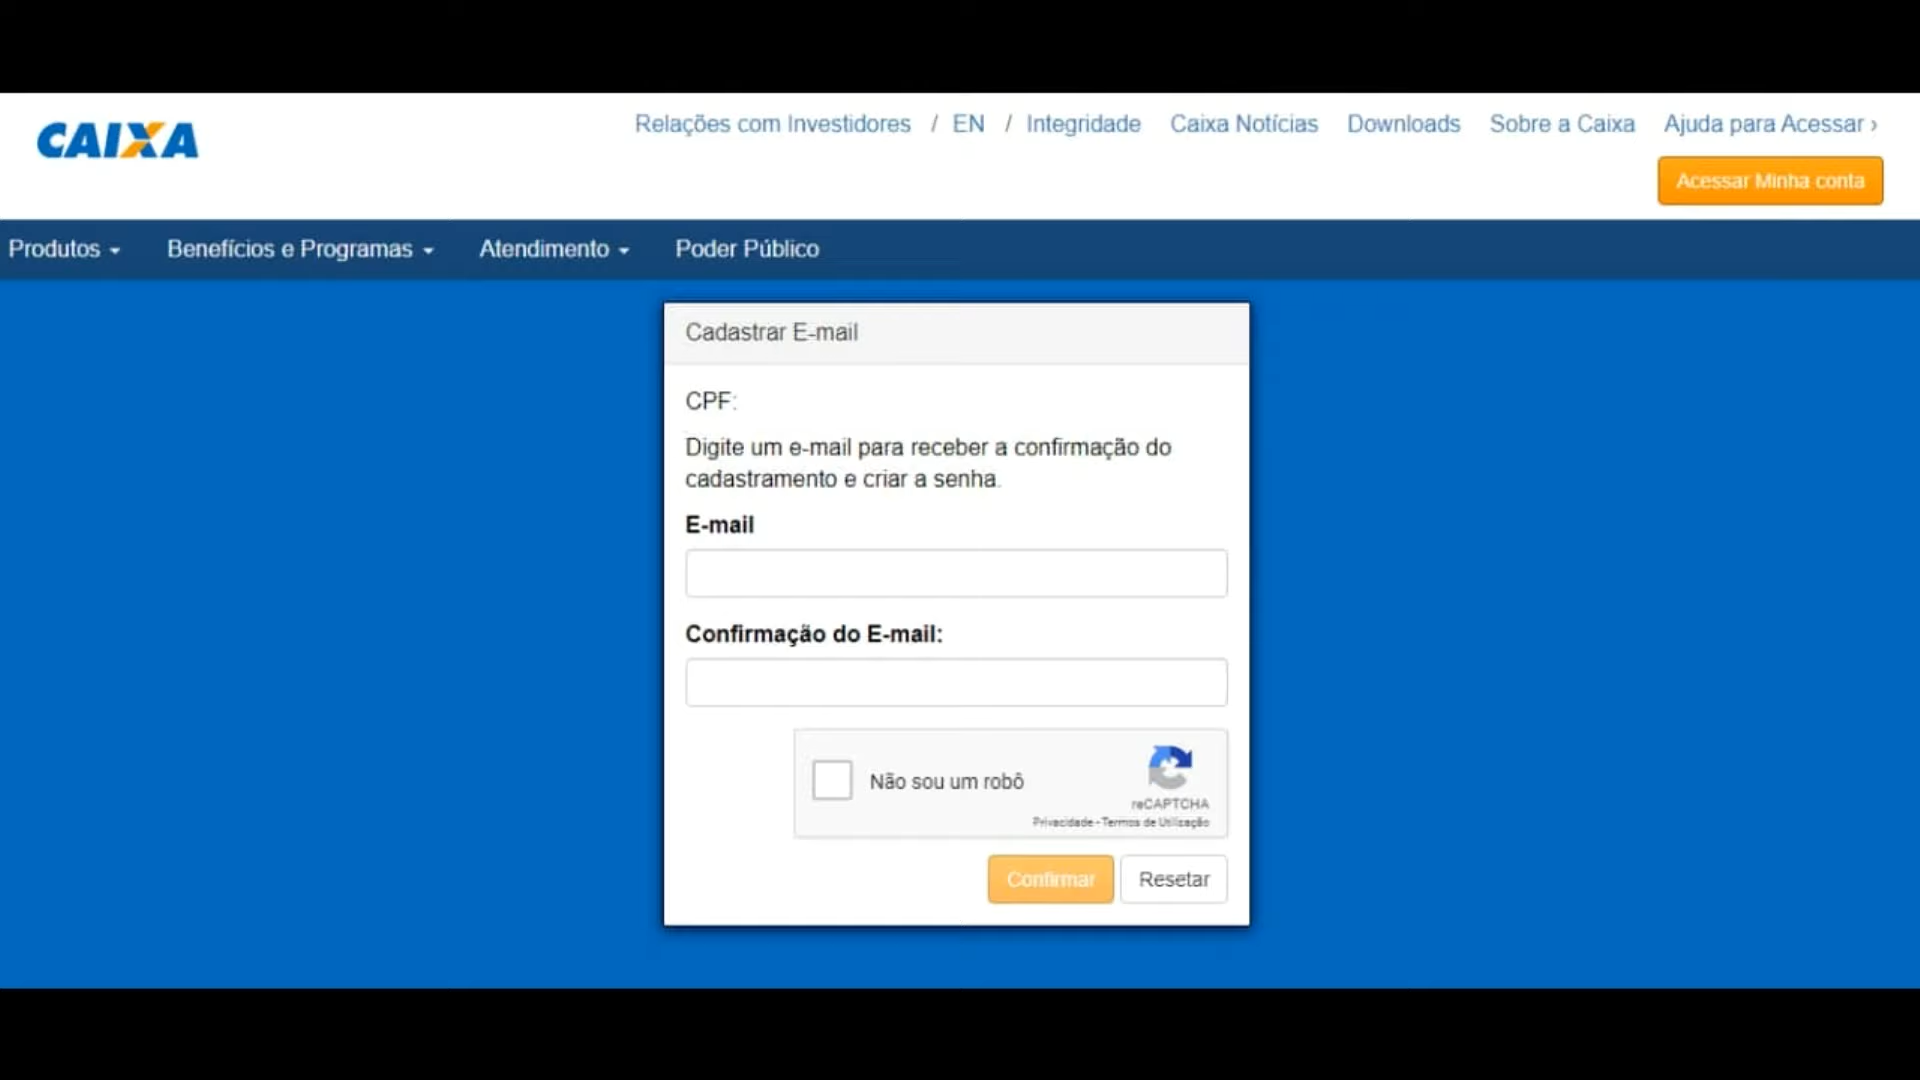 CAIXA
Relações com Investidores / EN / Integridade Caixa Notícias Downloads Sobre a Caixa Ajuda para Acessar ›
Acessar Minha conta
Produtos Benefícios e Programas Atendimento Poder Público
Cadastrar E-mail
CPF:
Digite um e-mail para receber a confirmação do
cadastramento e criar a senha.
E-mail
Confirmação do E-mail:
Não sou um robô
reCAPTCHA
Privacidade - Termos de Utilização
Confirmar Resetar